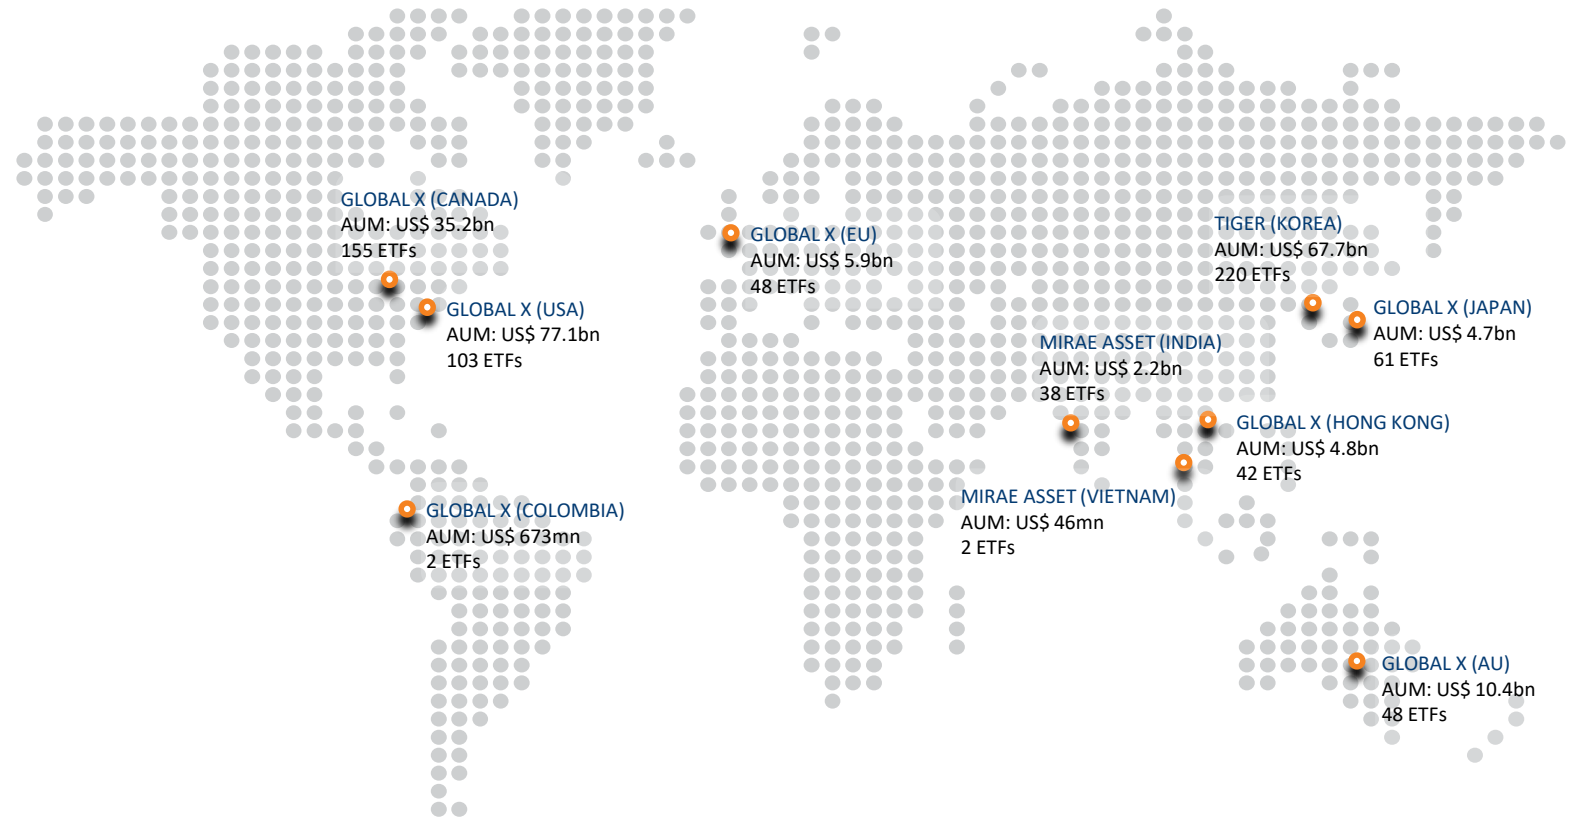 GLOBAL X (CANADA)
AUM: US$ 35.2bn
155 ETFs
GLOBAL X (USA)
AUM: US$ 77.1bn
103 ETFs
GLOBAL X (COLOMBIA)
AUM: US$ 673mn
2 ETFs
GLOBAL X (EU)
AUM: US$ 5.9bn
48 ETFs
TIGER (KOREA)
AUM: US$ 67.7bn
220 ETFs
GLOBAL X (JAPAN)
AUM: US$ 4.7bn
61 ETFs
MIRAE ASSET (INDIA)
AUM: US$ 2.2bn
38 ETFs
GLOBAL X (HONG KONG)
AUM: US$ 4.8bn
42 ETFs
MIRAE ASSET (VIETNAM)
AUM: US$ 46mn
2 ETFs
GLOBAL X (AU)
AUM: US$ 10.4bn
48 ETFs